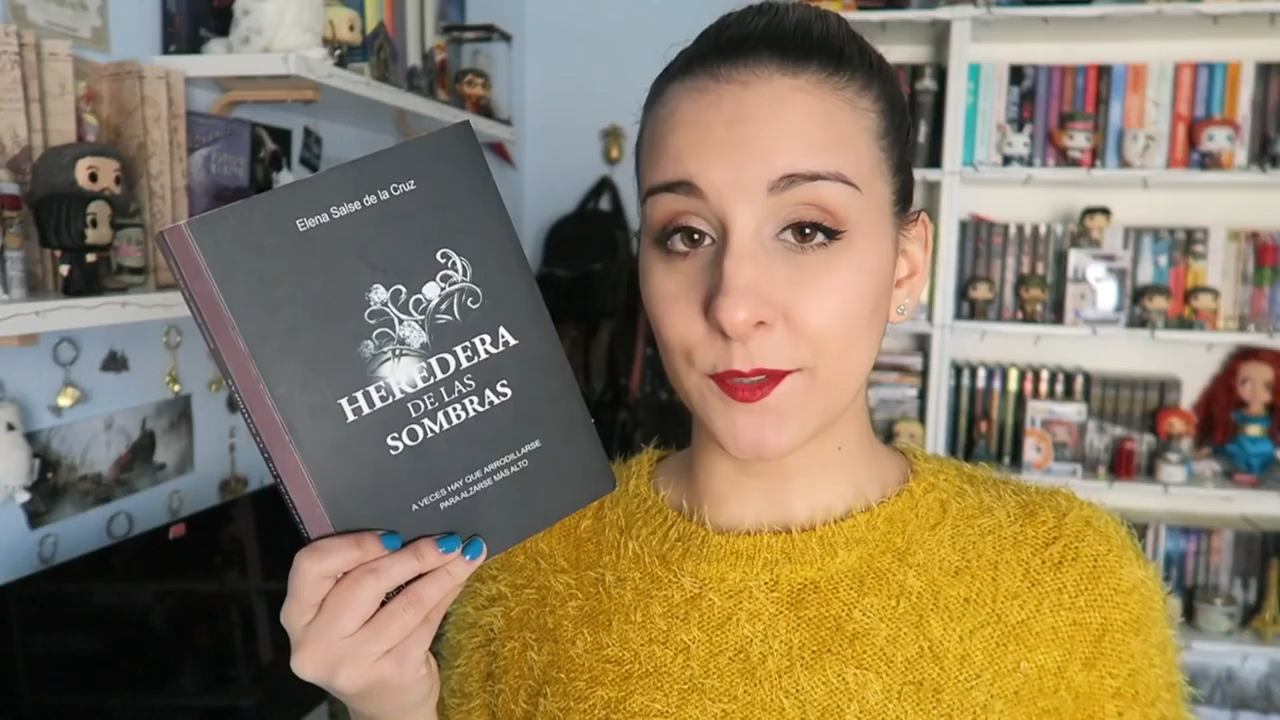 Elena Salse de la Cruz
HEREDERA
DE LAS
SOMBRAS
A VECES HAY QUE ARRODILLARSE
PARA ALZARSE MÁS ALTO